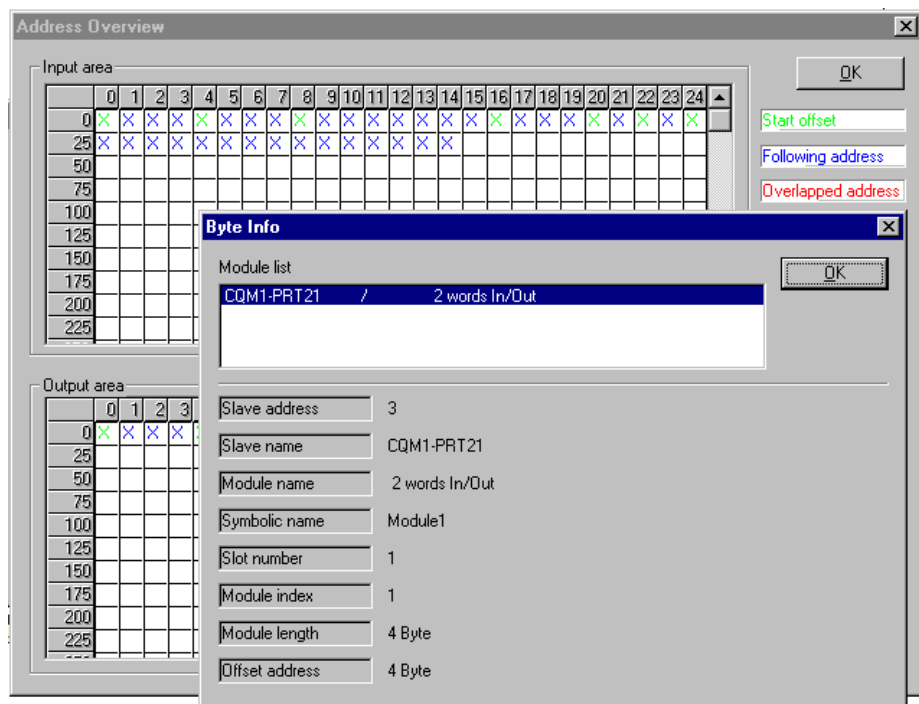 Address Overview
Input area
OK
0 1 2 3 4 5 6 7 8 9 10 11 12 13 14 15 16 17 18 19 20 21 22 23 24
0 X X X X X X X X X X X X X X X X X X X X X X X X X
Start offset
25 X X X X X X X X X X X X X X X
Following address
50
75
Overlapped address
100
125
150
175
200
225
Byte Info
Module list
OK
CQM1-PRT21 / 2 words In/Out
Output area
0 1 2 3
0 X X X X
25
50
75
100
125
150
175
200
225
Slave address 3
Slave name CQM1-PRT21
Module name 2 words In/Out
Symbolic name Module1
Slot number 1
Module index 1
Module length 4 Byte
Offset address 4 Byte